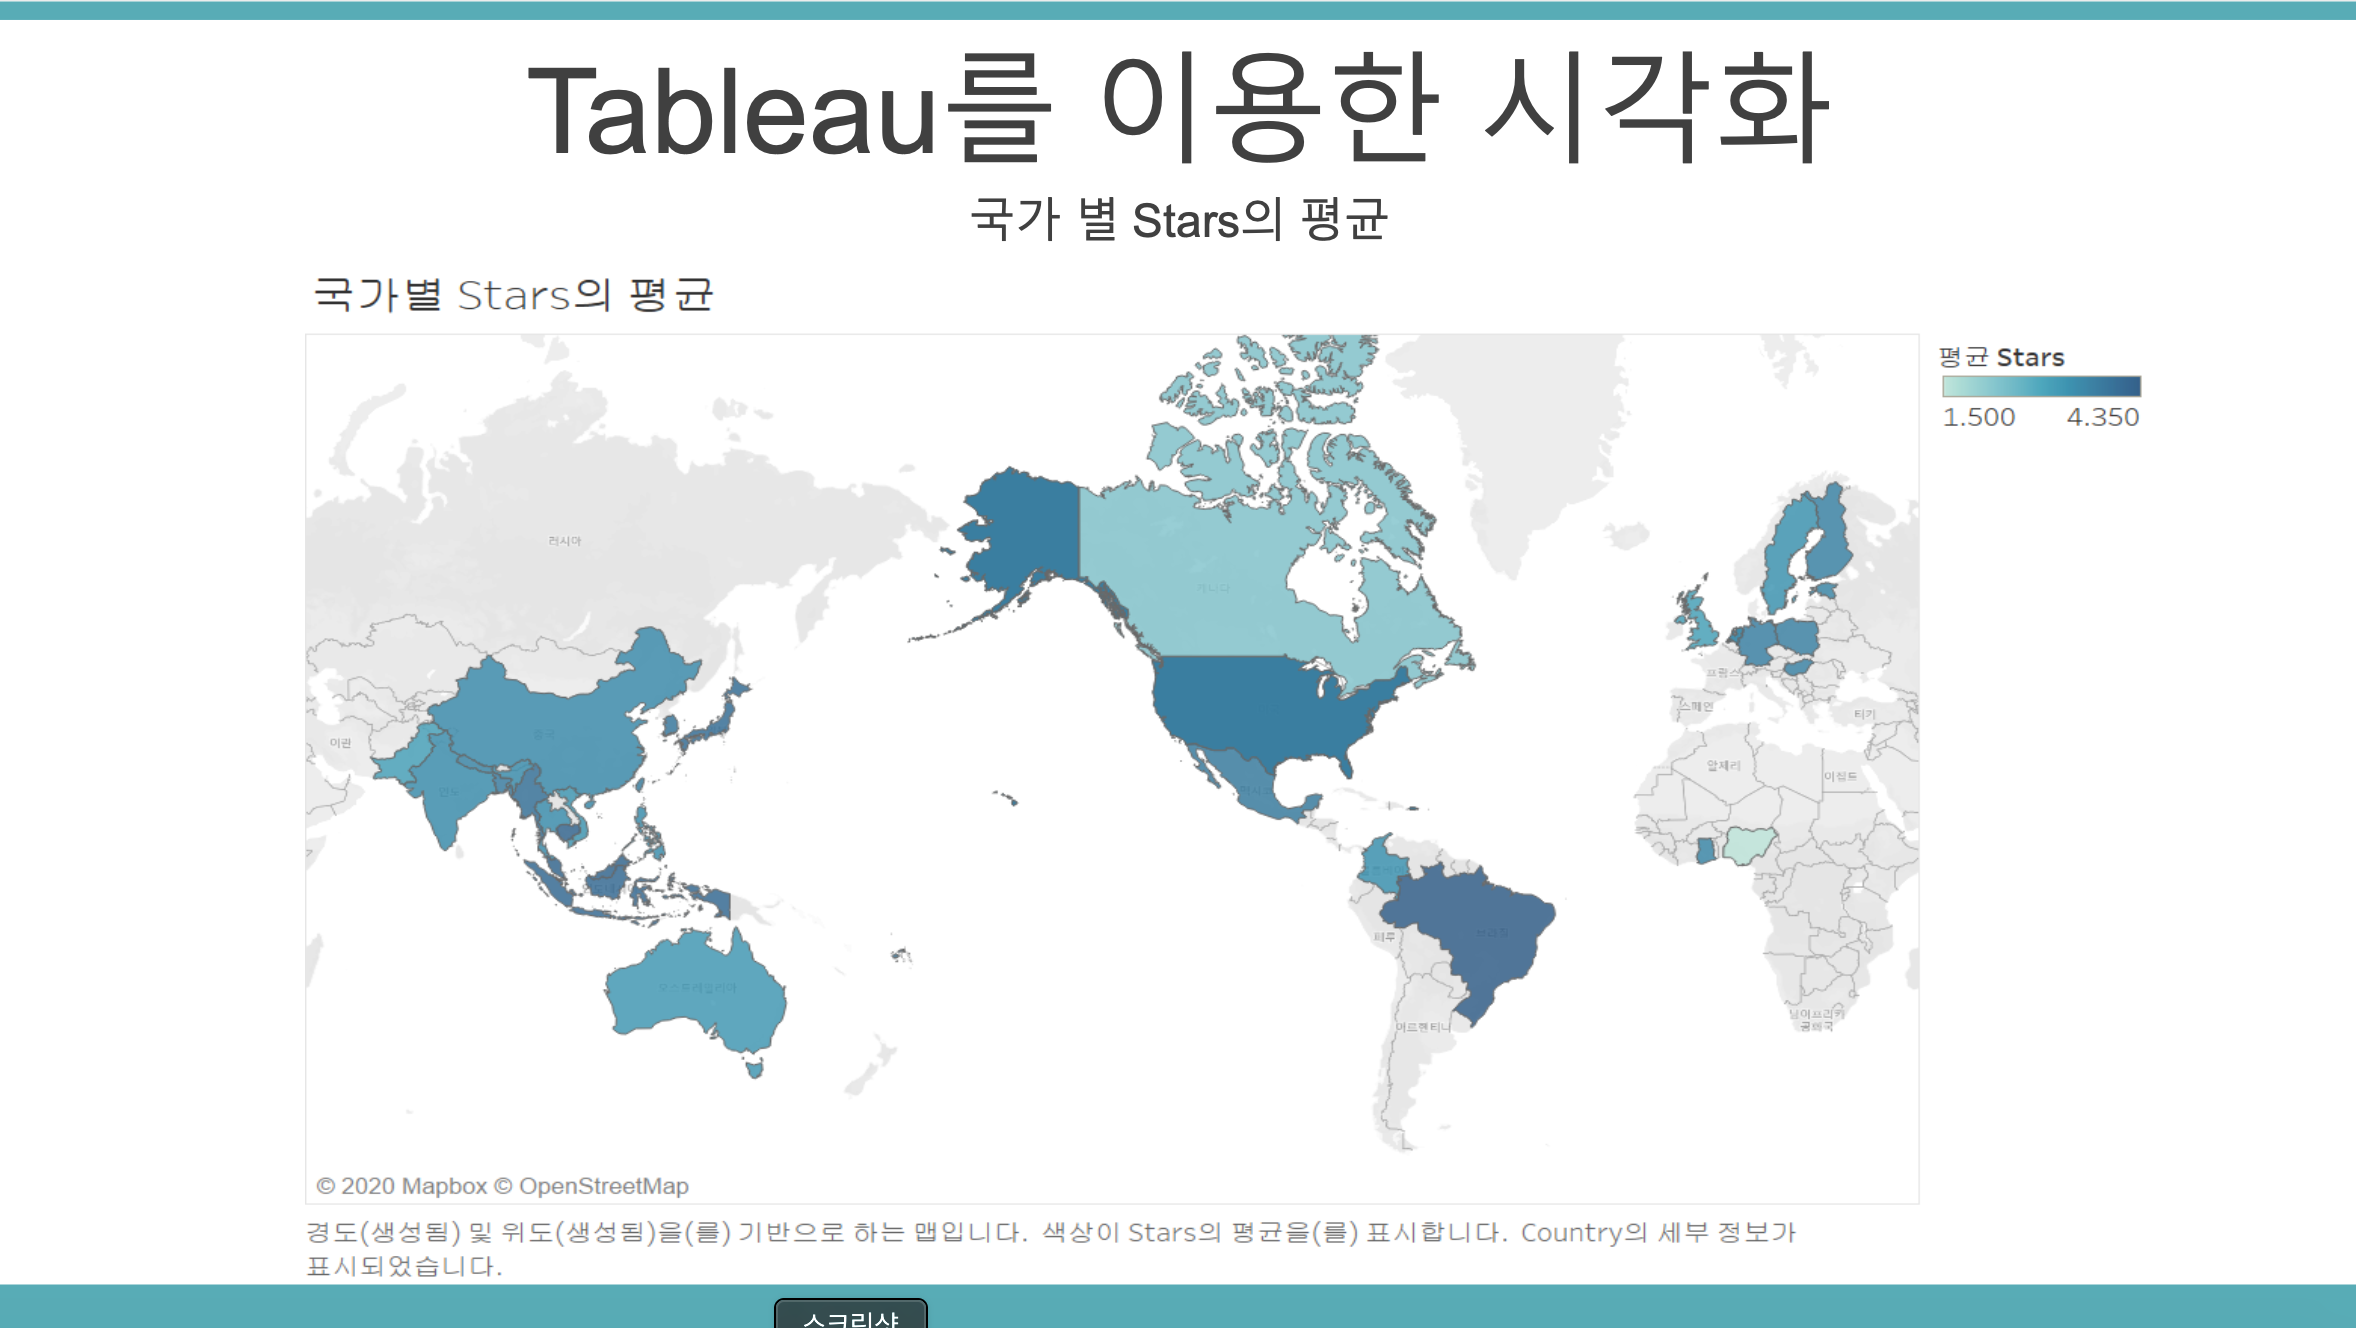 Tableau를 이용한 시각화
국가 별 Stars의 평균
국가별 Stars의 평균
평균 Stars
1.500 4.350
러시아
캐나다
이란
중국
인도
프랑스
스페인
터키
알제리
이집트
멕시코
브라질
페루
오스트레일리아
아르헨티나
남아프리카
공화국
© 2020 Mapbox © OpenStreetMap
경도(생성됨) 및 위도(생성됨)을(를) 기반으로 하는 맵입니다. 색상이 Stars의 평균을(를) 표시합니다. Country의 세부 정보가
표시되었습니다.
스크린샷